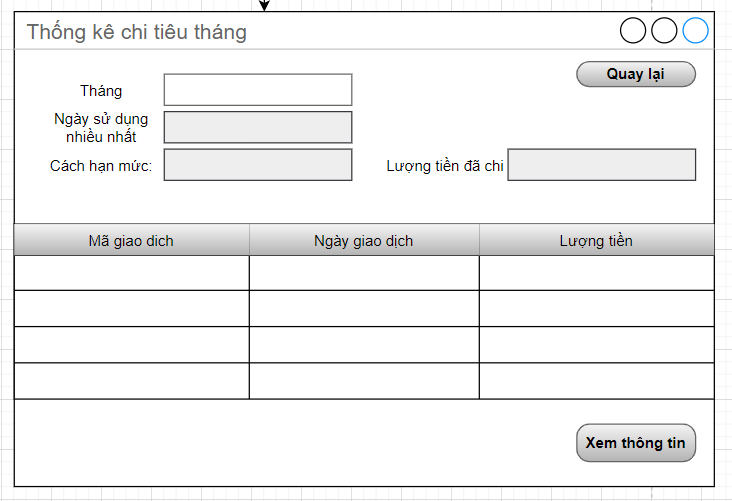 Thống kê chi tiêu tháng
Quay lại
Tháng
Ngày sử dụng
nhiều nhất
Cách hạn mức:
Lượng tiền đã chi
Mã giao dich
Ngày giao dịch
Lượng tiền
Xem thông tin